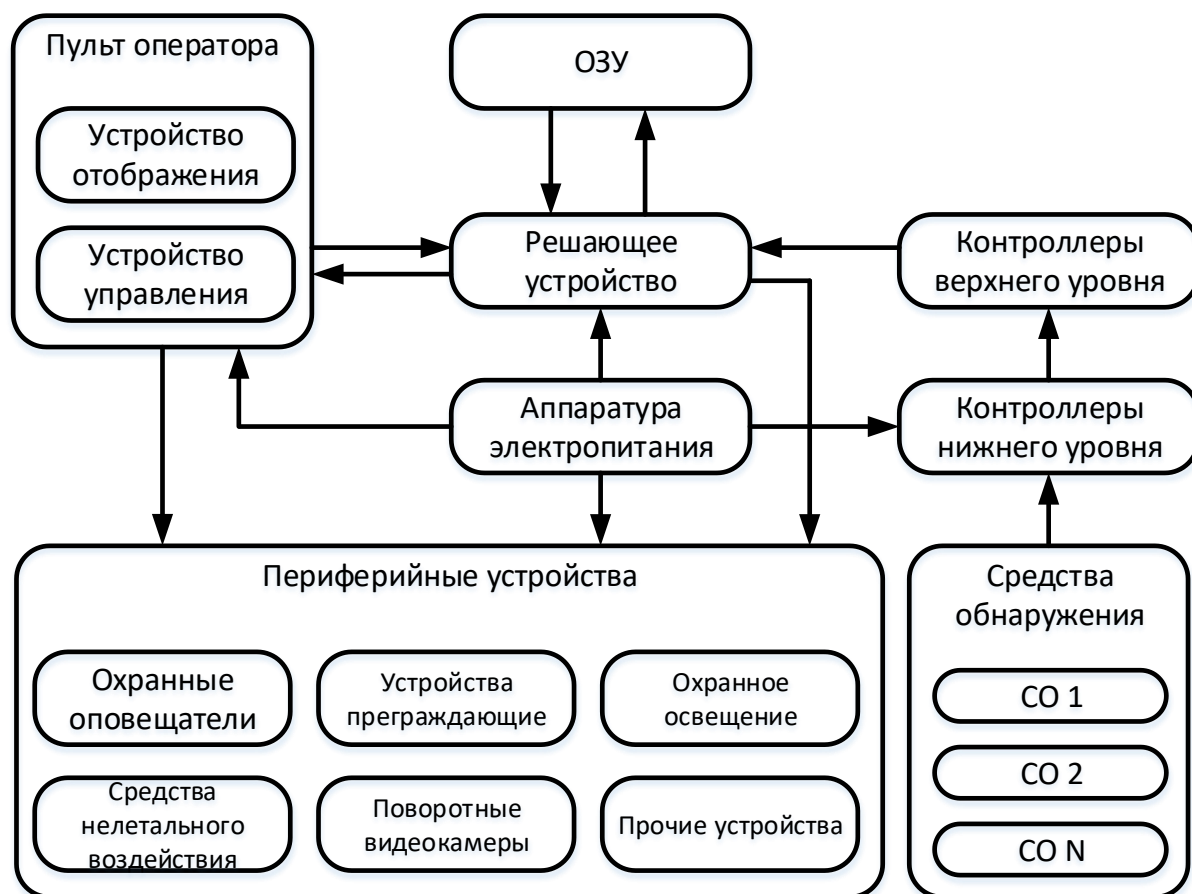 Пульт оператора
Устройство
отображения
Устройство
управления
ОЗУ
Решающее
устройство
Контроллеры
верхнего уровня
Аппаратура
электропитания
Контроллеры
нижнего уровня
Периферийные устройства
Охранные
оповещатели
Устройства
преграждающие
Охранное
освещение
Средства
нелетального
воздействия
Поворотные
видеокамеры
Прочие устройства
Средства
обнаружения
СО 1
СО 2
СО N